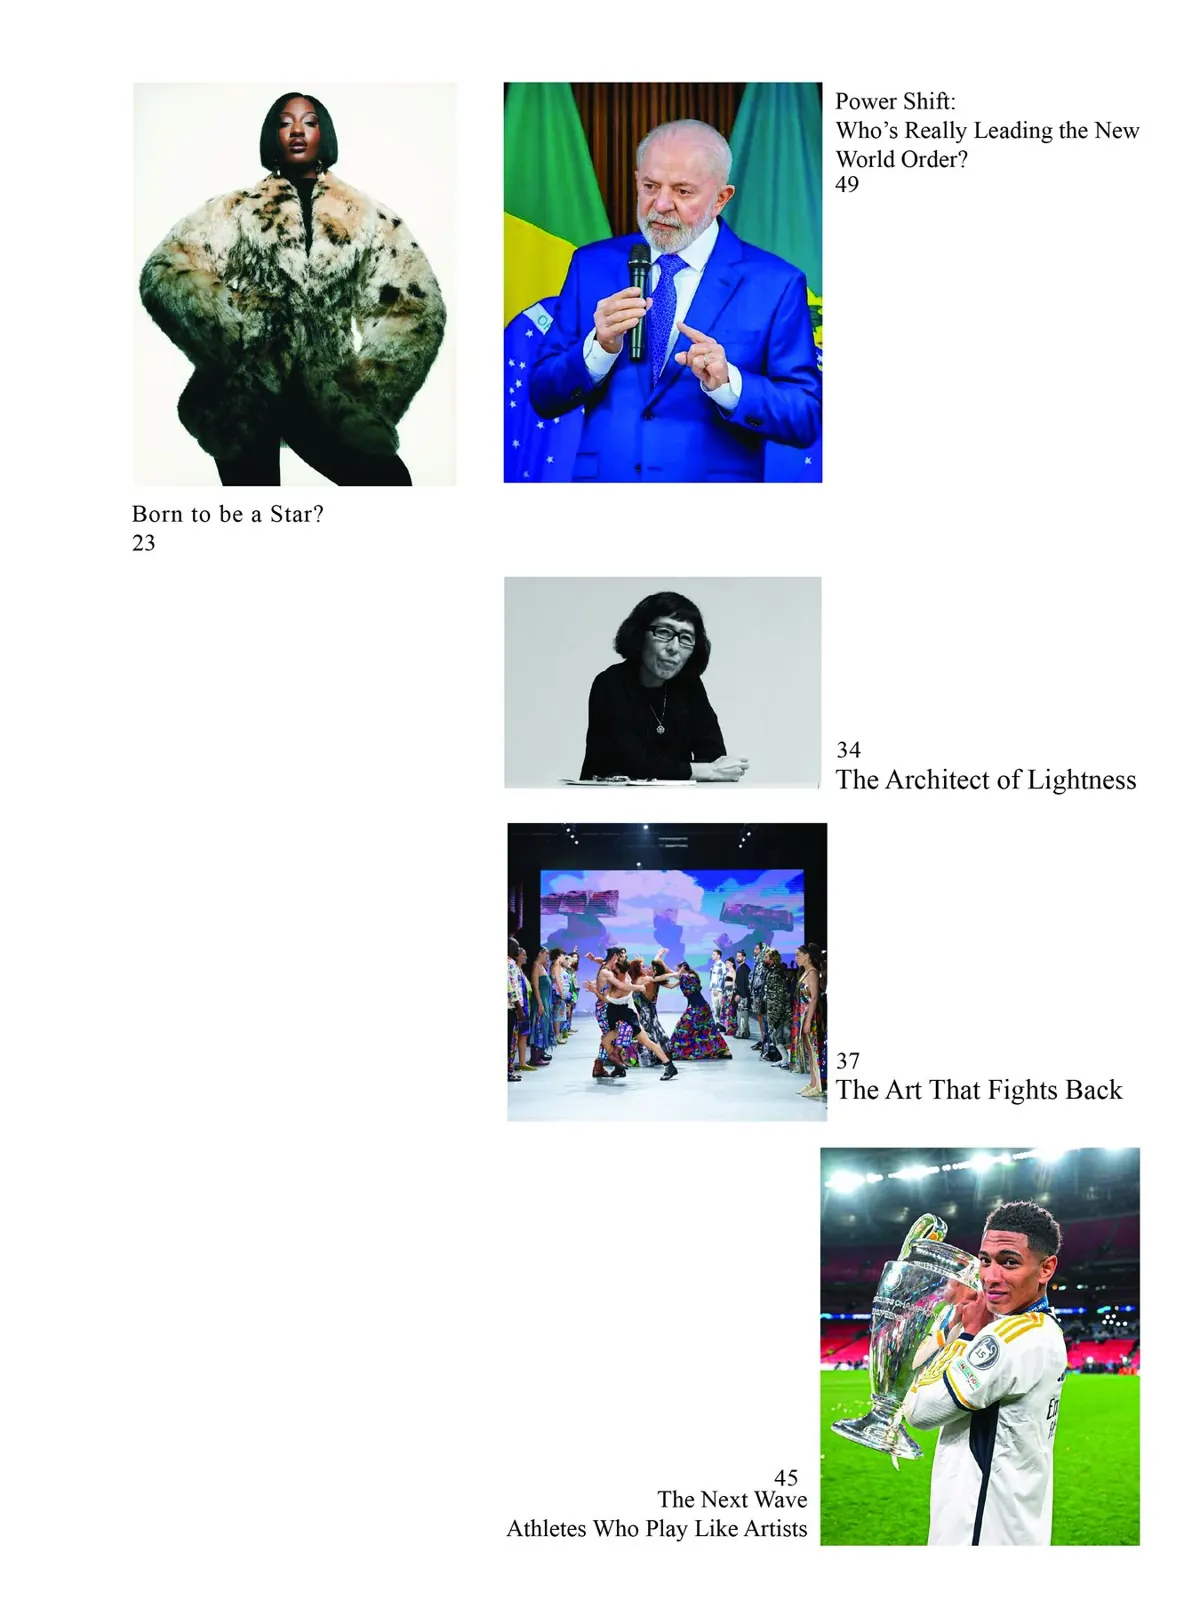 Power Shift:
Who’s Really Leading the New
World Order?
49
Born to be a Star?
23
34
The Architect of Lightness
37
The Art That Fights Back
45
The Next Wave
Athletes Who Play Like Artists
15